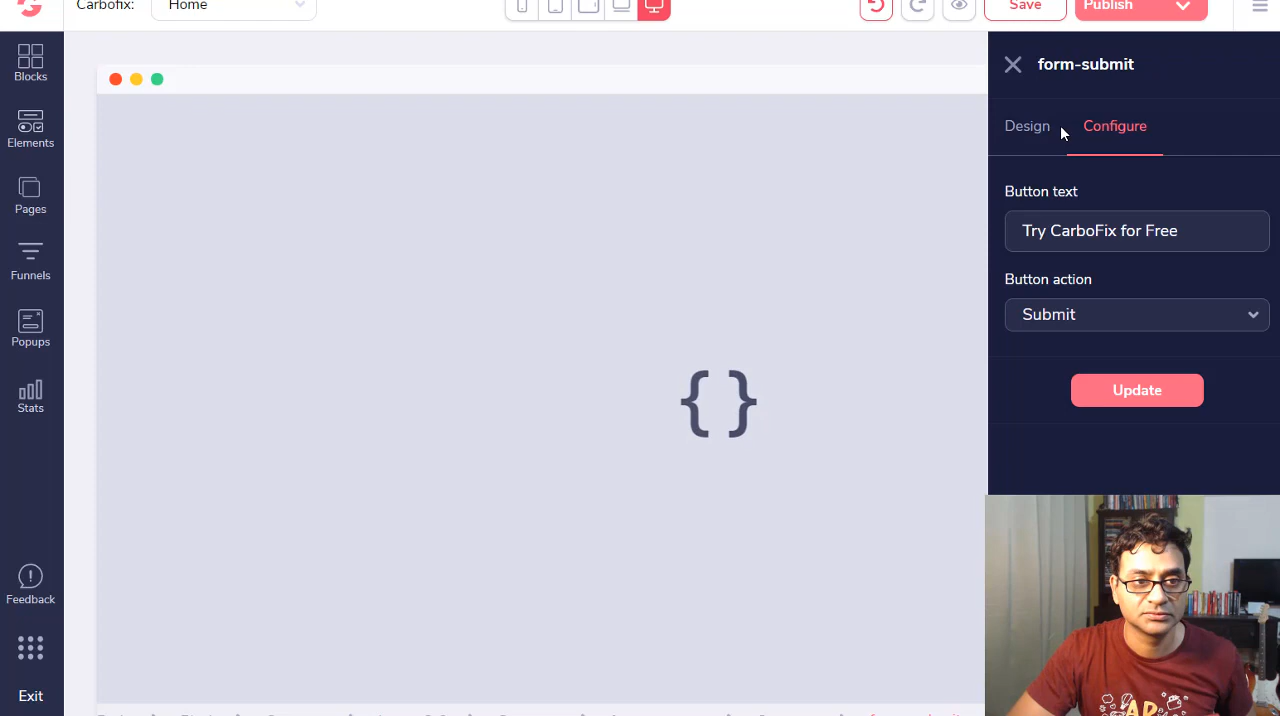 Carbofix:
Home
Save
Publish
Blocks
Elements
Pages
Funnels
Popups
Stats
Feedback
Exit
{}
form-submit
Design
Configure
Button text
Try CarboFix for Free
Button action
Submit
Update